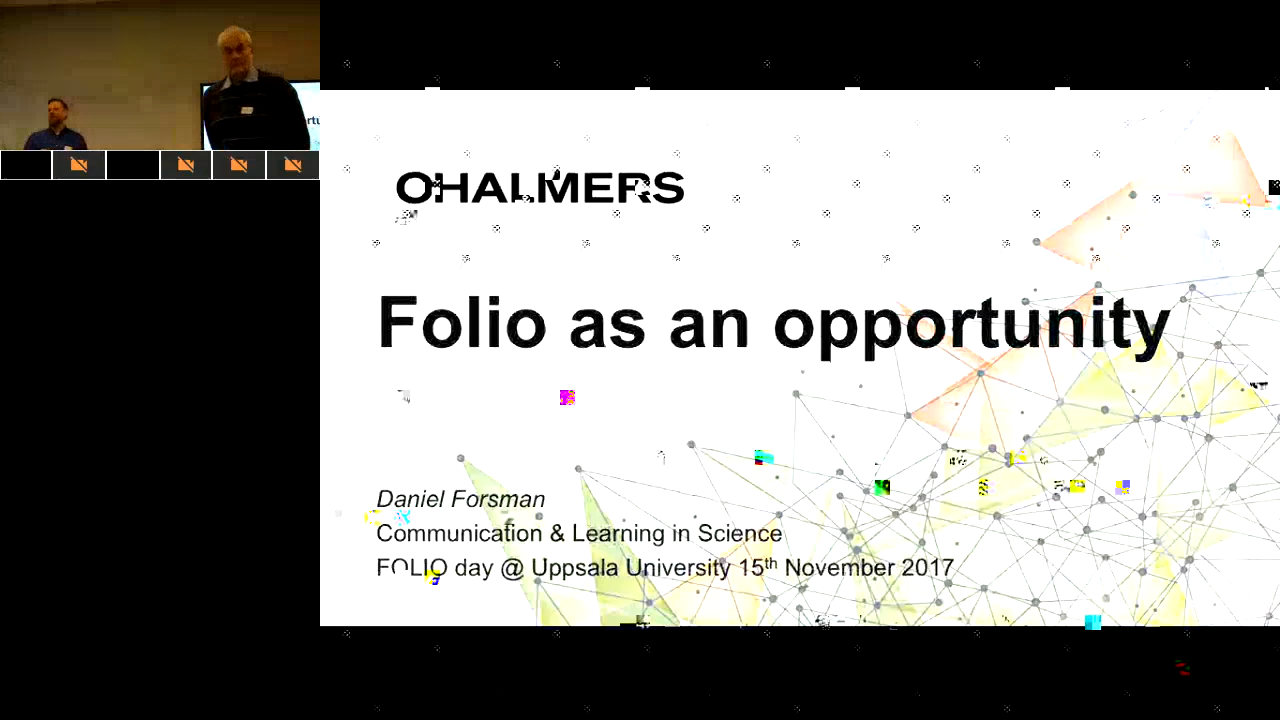 CHALMERS
Folio as an opportunity
Daniel Forsman
Communication & Learning in Science
FOLIO day @ Uppsala University 15th November 2017